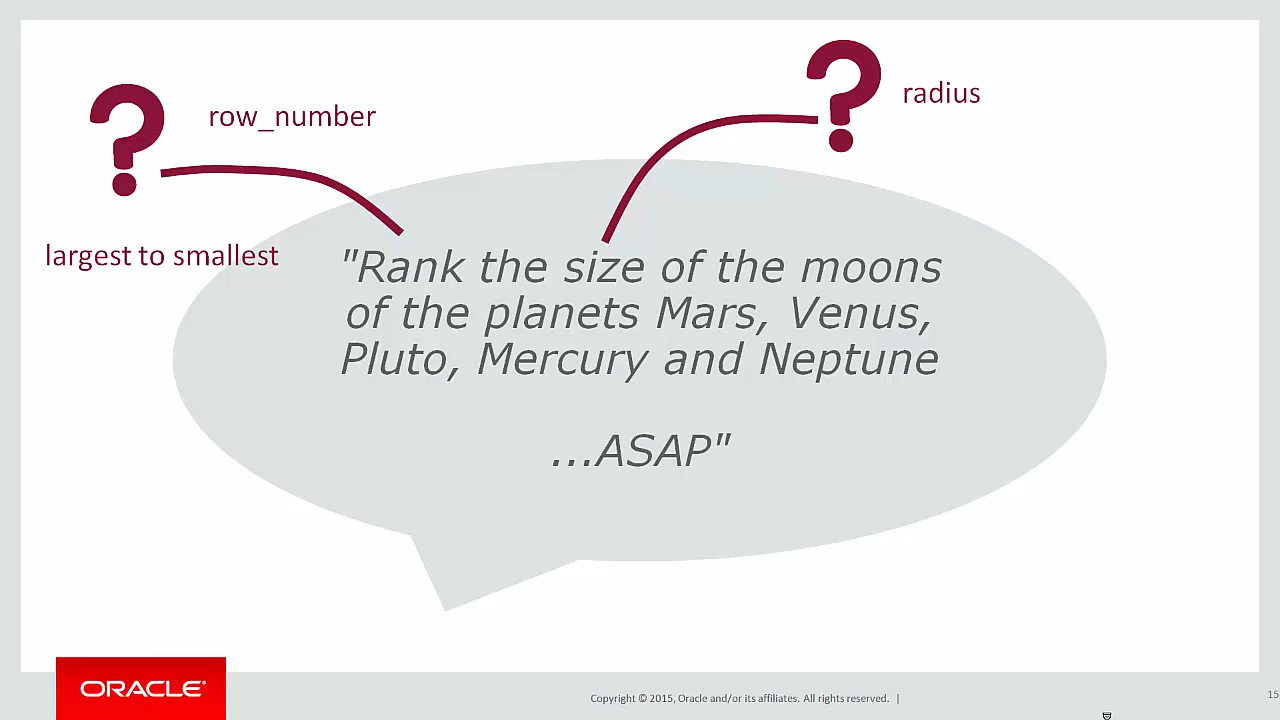 ?
row_number
?
radius
largest to smallest
"Rank the size of the moons
of the planets Mars, Venus,
Pluto, Mercury and Neptune
...ASAP"
ORACLE®
Copyright © 2015, Oracle and/or its affiliates. All rights reserved. |
15